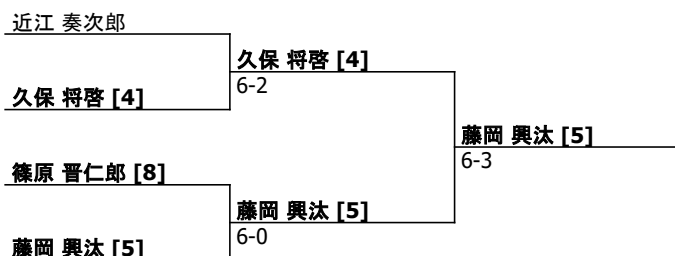 近江 奏次郎
久保 将啓 [4]
6-2
久保 将啓 [4]
藤岡 興汰 [5]
6-3
篠原 晋仁郎 [8]
藤岡 興汰 [5]
6-0
藤岡 興汰 [5]